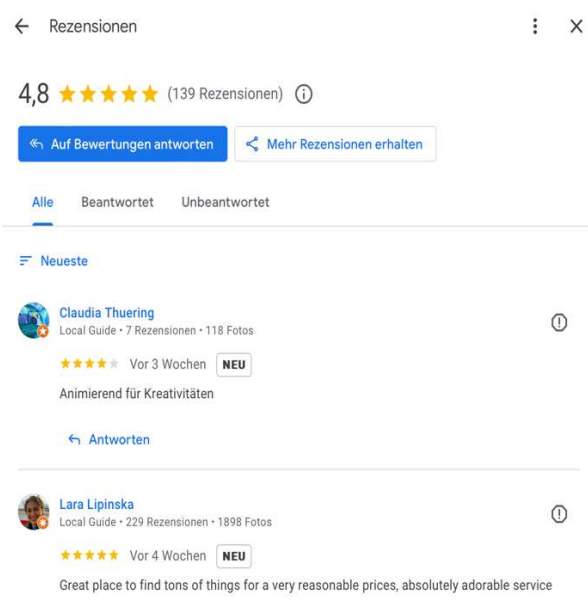 Rezensionen
4,8 (139 Rezensionen)
Auf Bewertungen antworten Mehr Rezensionen erhalten
Alle Beantwortet Unbeantwortet
Neueste
Claudia Thuering
Local Guide • 7 Rezensionen • 118 Fotos
Vor 3 Wochen NEU
Animierend für Kreativitäten
Antworten
Lara Lipinska
Local Guide • 229 Rezensionen • 1898 Fotos
Vor 4 Wochen NEU
Great place to find tons of things for a very reasonable prices, absolutely adorable service